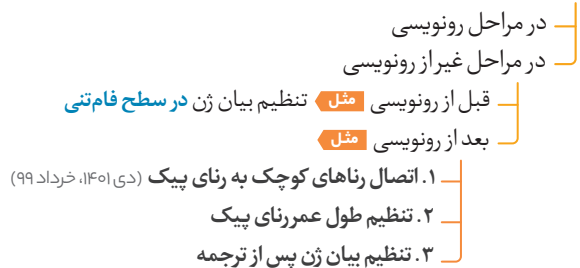 در مراحل رونویسی
در مراحل غیر از رونویسی
قبل از رونویسی مثل تنظیم بیان ژن در سطح فام‌تنی
بعد از رونویسی مثل
۱. اتصال رناهای کوچک به رنای پیک (دی ۱۴۰۱، خرداد ۹۹)
۲. تنظیم طول عمر رنای پیک
۳. تنظیم بیان ژن پس از ترجمه